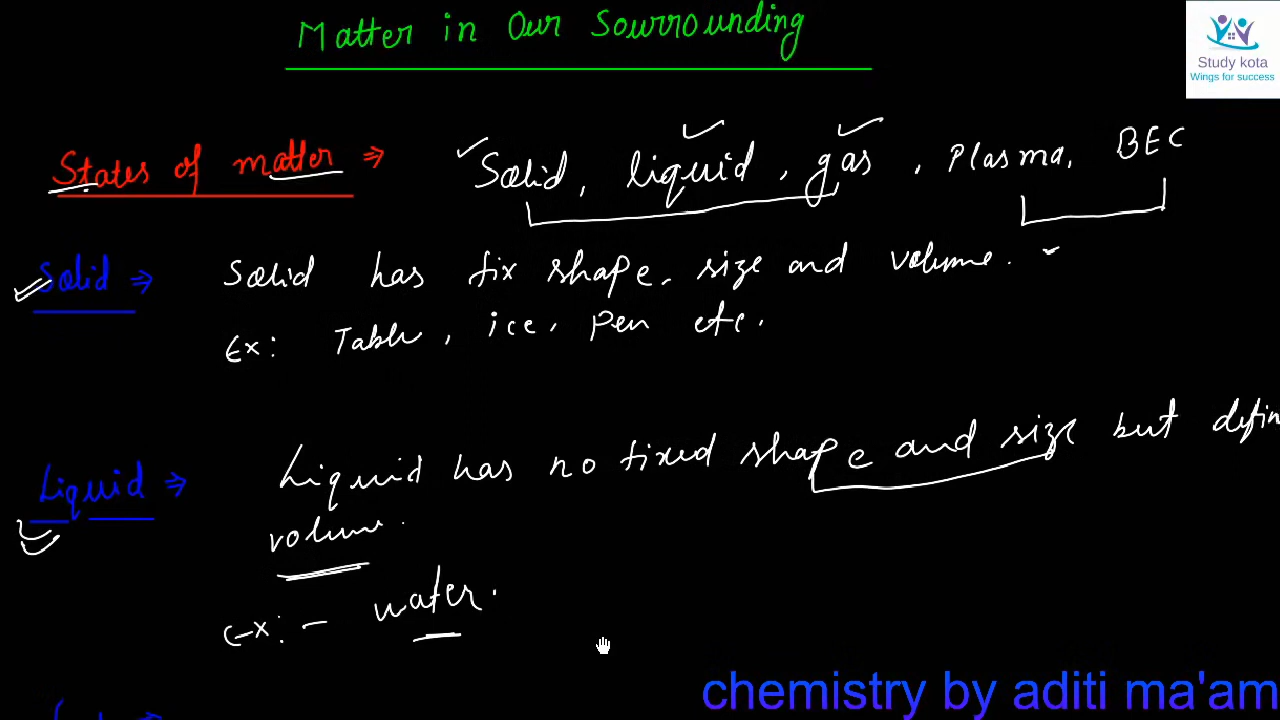 Matter in Our Sourrounding
Study kota
Wings for success
States of matter ⇒ Solid, liquid, gas, Plasma, BEC
Solid ⇒ Solid has fix shape, size and volume.
Ex: Table, ice, Pen etc.
Liquid ⇒ Liquid has no fixed shape and size but defin
volume.
Ex:- water.
chemistry by aditi ma'am